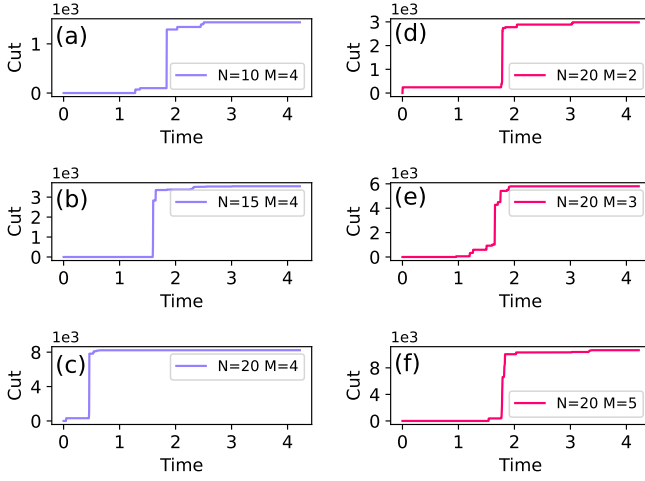 1e3
(a)
1
0
Cut
N=10 M=4
0 1 2 3 4
Time
1e3
(d)
3
2
1
0
Cut
N=20 M=2
0 1 2 3 4
Time
1e3
(b)
3
2
1
0
Cut
N=15 M=4
0 1 2 3 4
Time
1e3
(e)
6
4
2
0
Cut
N=20 M=3
0 1 2 3 4
Time
1e3
(c)
8
4
0
Cut
N=20 M=4
0 1 2 3 4
Time
1e3
(f)
8
4
0
Cut
N=20 M=5
0 1 2 3 4
Time